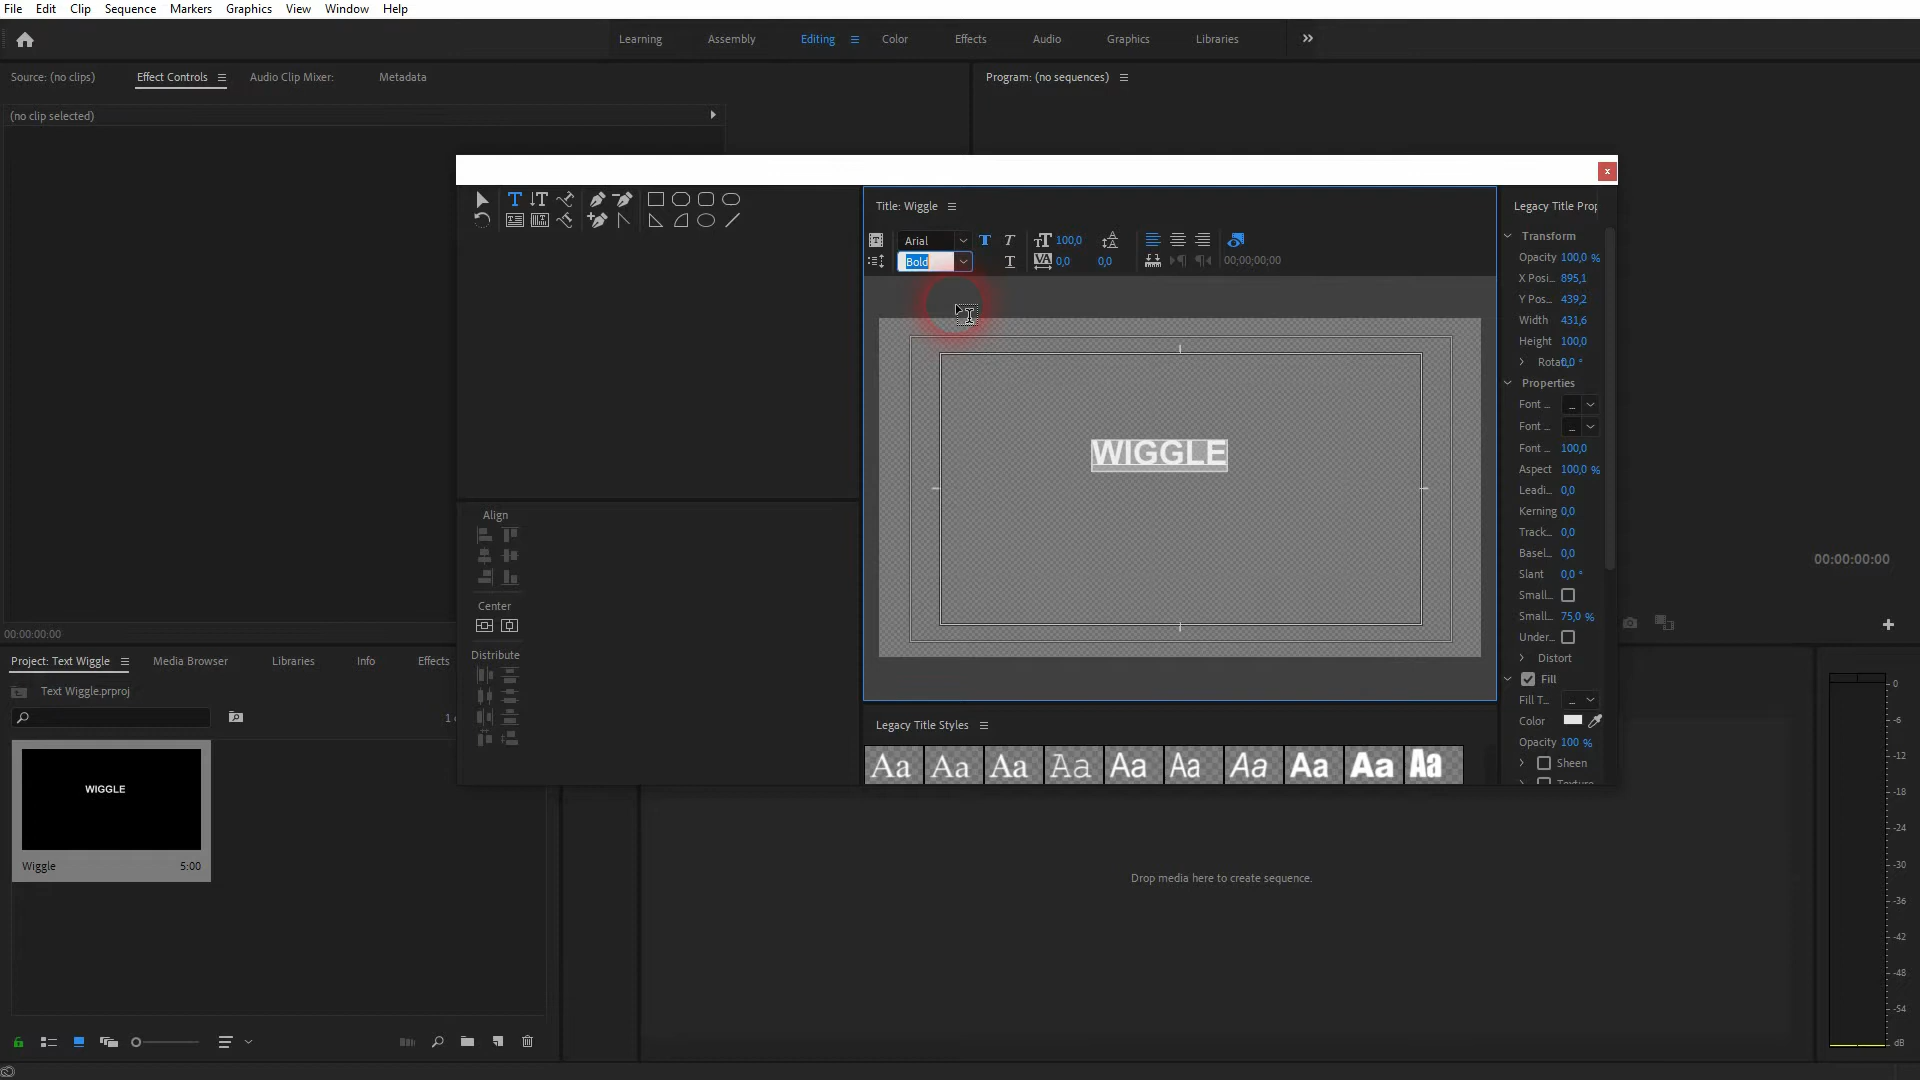 File Edit Clip Sequence Markers Graphics View Window Help
Learning Assembly Editing Color Effects Audio Graphics Libraries
Source: (no clips) Effect Controls Audio Clip Mixer: Metadata
Program: (no sequences)
(no clip selected)
Title: Wiggle
Legacy Title Prop
Arial 100,0
Bold 0,0 0,0 00;00;00;00
Transform
Opacity 100,0 %
X Posi... 895,1
Y Pos... 439,2
Width 431,6
Height 100,0
Rotat 0,0 °
Properties
Font ... ...
Font ... ...
Font ... 100,0
Aspect 100,0 %
Leadi... 0,0
Kerning 0,0
Track... 0,0
Basel... 0,0
Slant 0,0 °
Small...
Small... 75,0 %
Under...
Distort
Fill
Fill T... ...
Color
Opacity 100 %
Sheen
Texture
WIGGLE
Align
Center
Distribute
Legacy Title Styles
Aa Aa Aa Aa Aa Aa Aa Aa Aa Aa
00:00:00:00
00:00:00:00
Project: Text Wiggle Media Browser Libraries Info Effects
Text Wiggle.prproj
1
WIGGLE
Wiggle 5:00
Drop media here to create sequence.
0
-6
-12
-18
-24
-30
-36
-42
-48
-54
dB